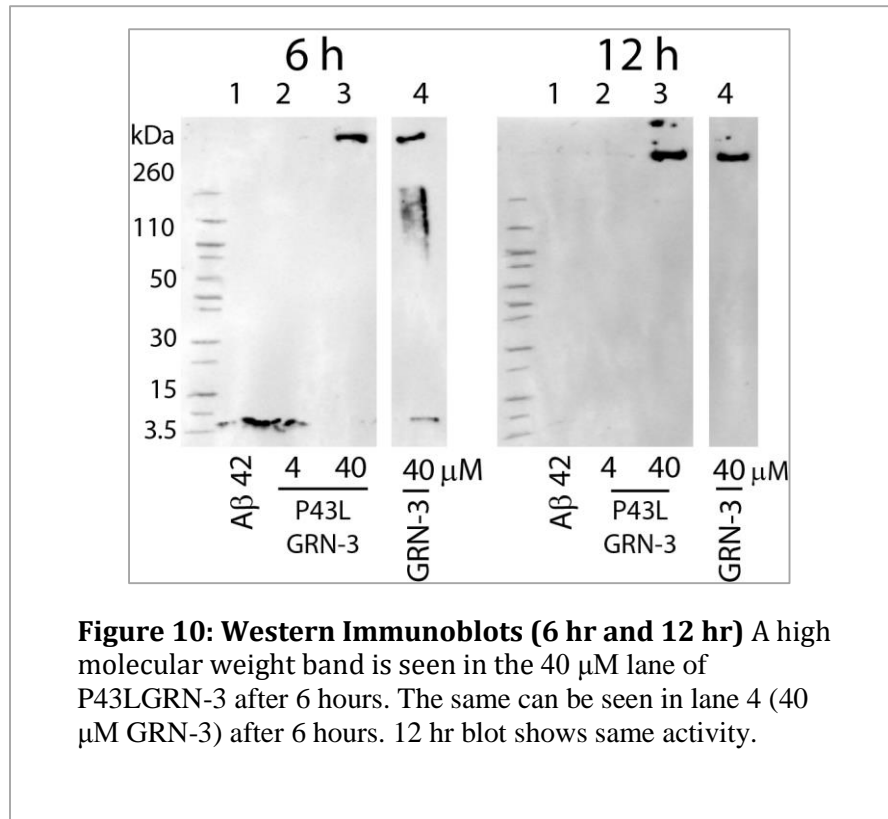 6 h 12 h
1 2 3 4 1 2 3 4
kDa
260
110
50
30
15
3.5
Aβ 42 4 40 40 μM Aβ 42 4 40 40 μM
P43L GRN-3 P43L GRN-3
GRN-3 GRN-3
Figure 10: Western Immunoblots (6 hr and 12 hr) A high
molecular weight band is seen in the 40 μM lane of
P43LGRN-3 after 6 hours. The same can be seen in lane 4 (40
μM GRN-3) after 6 hours. 12 hr blot shows same activity.